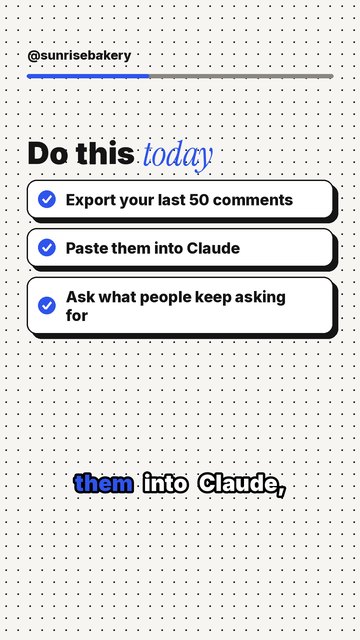 @sunrisebakery
Do this today
Export your last 50 comments
Paste them into Claude
Ask what people keep asking
for
them into Claude,